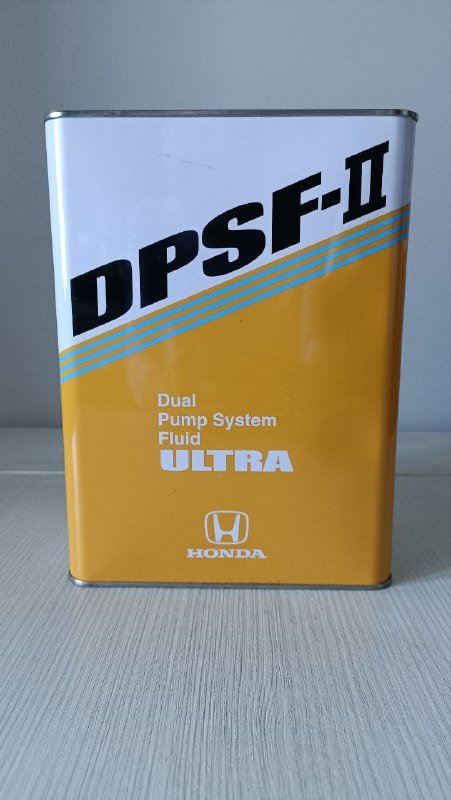 DPSF-II
Dual
Pump System
Fluid
ULTRA
HONDA